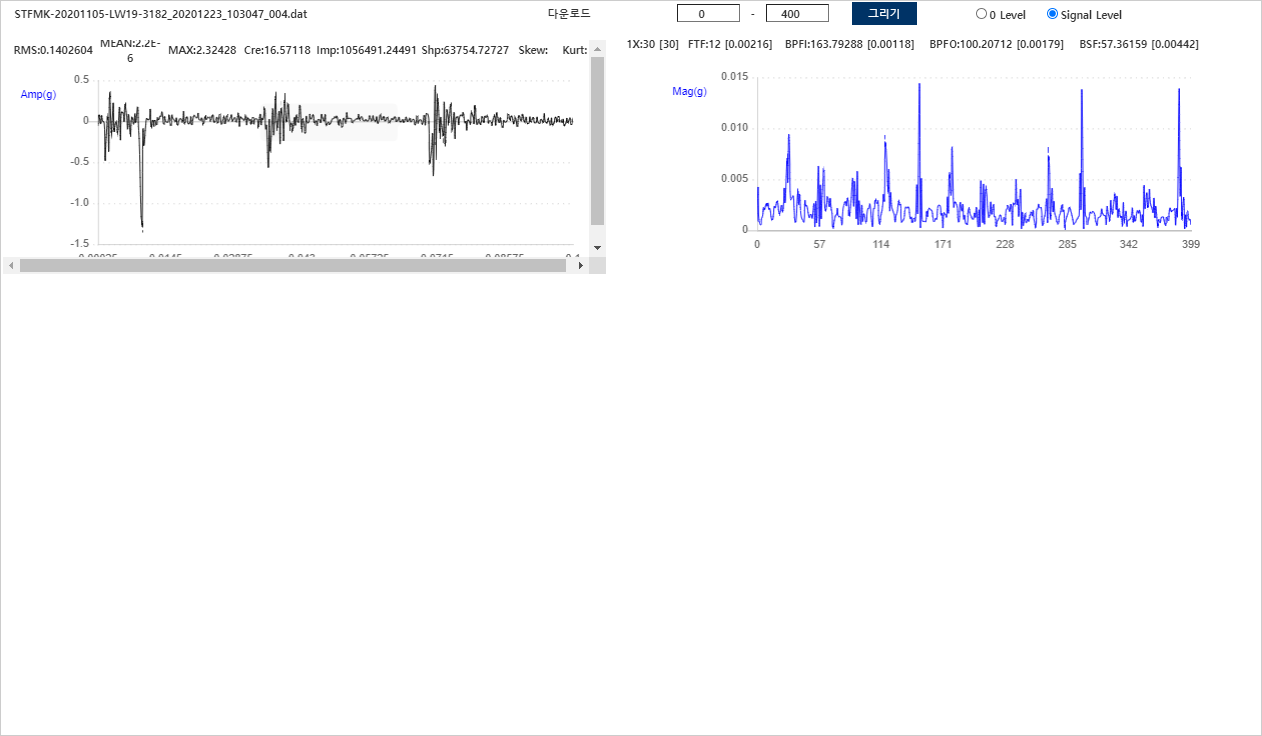 STFMK-20201105-LW19-3182_20201223_103047_004.dat 다운로드 0 - 400 그리기 0 Level Signal Level
RMS:0.1402604 MEAN:2.2E-6 MAX:2.32428 Cre:16.57118 Imp:1056491.24491 Shp:63754.72727 Skew: Kurt:
1X:30 [30] FTF:12 [0.00216] BPFI:163.79288 [0.00118] BPFO:100.20712 [0.00179] BSF:57.36159 [0.00442]
Amp(g)
0.5
0
-0.5
-1.0
-1.5
0.0145 0.02875 0.043 0.05725 0.0715 0.08575 0.1
Mag(g)
0.015
0.010
0.005
0
0 57 114 171 228 285 342 399